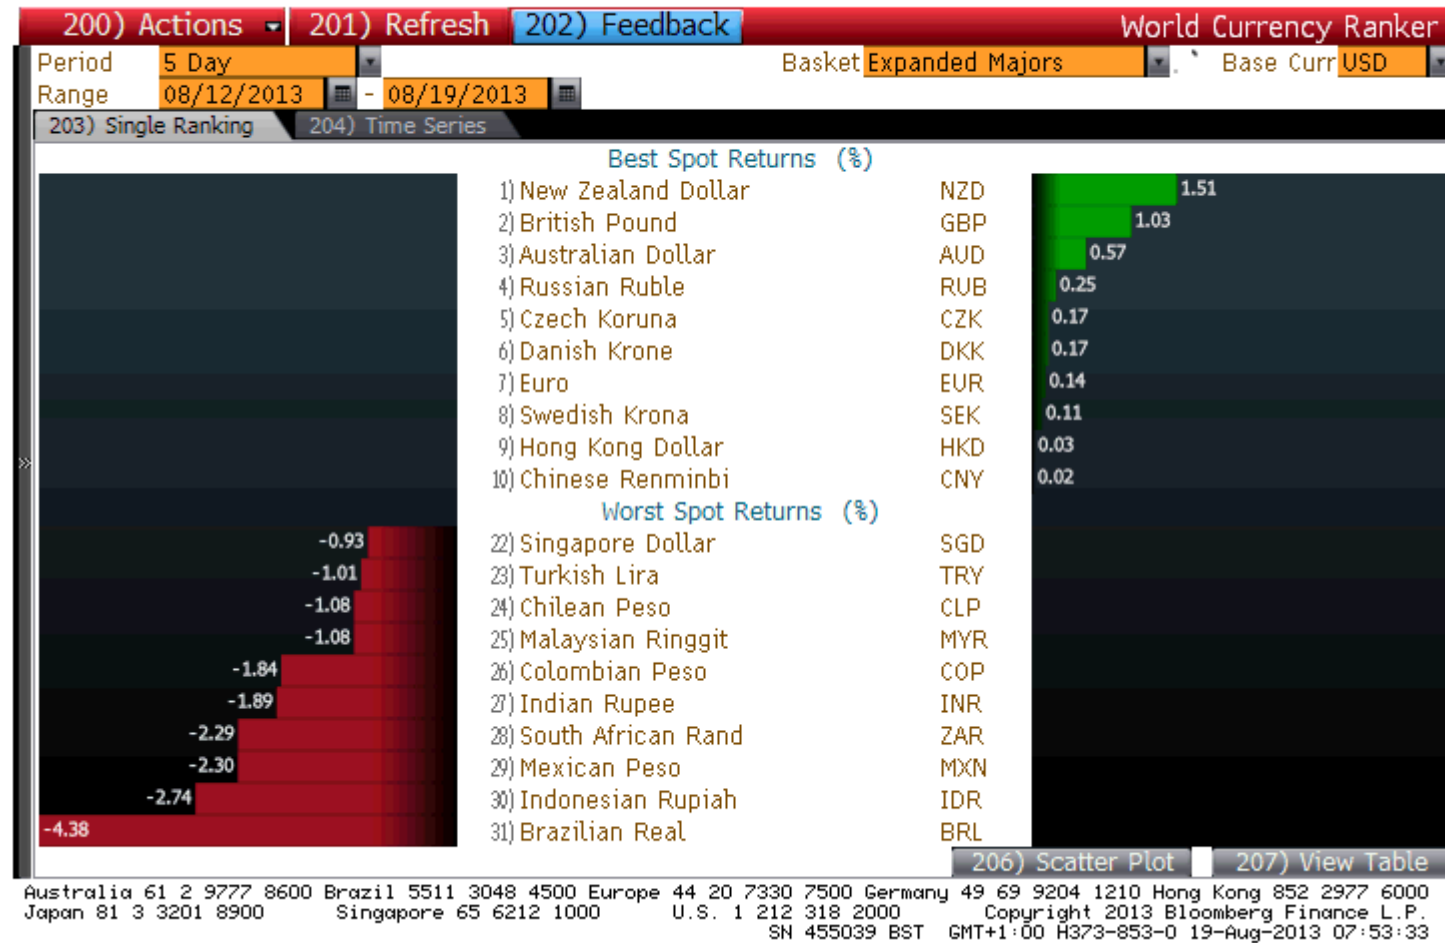 200) Actions 201) Refresh 202) Feedback World Currency Ranker
Period 5 Day Basket Expanded Majors Base Curr USD
Range 08/12/2013 - 08/19/2013
203) Single Ranking 204) Time Series
Best Spot Returns (%)
1) New Zealand Dollar NZD 1.51
2) British Pound GBP 1.03
3) Australian Dollar AUD 0.57
4) Russian Ruble RUB 0.25
5) Czech Koruna CZK 0.17
6) Danish Krone DKK 0.17
7) Euro EUR 0.14
8) Swedish Krona SEK 0.11
9) Hong Kong Dollar HKD 0.03
10) Chinese Renminbi CNY 0.02
Worst Spot Returns (%)
-0.93 22) Singapore Dollar SGD
-1.01 23) Turkish Lira TRY
-1.08 24) Chilean Peso CLP
-1.08 25) Malaysian Ringgit MYR
-1.84 26) Colombian Peso COP
-1.89 27) Indian Rupee INR
-2.29 28) South African Rand ZAR
-2.30 29) Mexican Peso MXN
-2.74 30) Indonesian Rupiah IDR
-4.38 31) Brazilian Real BRL
206) Scatter Plot 207) View Table
Australia 61 2 9777 8600 Brazil 5511 3048 4500 Europe 44 20 7330 7500 Germany 49 69 9204 1210 Hong Kong 852 2977 6000
Japan 81 3 3201 8900 Singapore 65 6212 1000 U.S. 1 212 318 2000 Copyright 2013 Bloomberg Finance L.P.
SN 455039 BST GMT+1:00 H373-853-0 19-Aug-2013 07:53:33